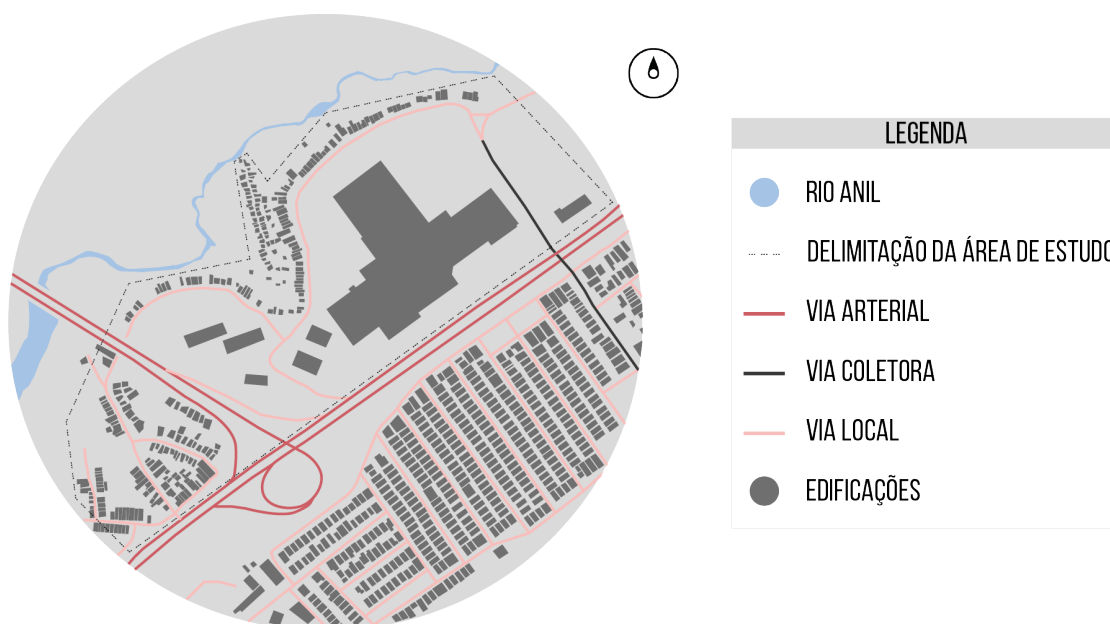 LEGENDA
RIO ANIL
DELIMITAÇÃO DA ÁREA DE ESTUDO
VIA ARTERIAL
VIA COLETORA
VIA LOCAL
EDIFICAÇÕES